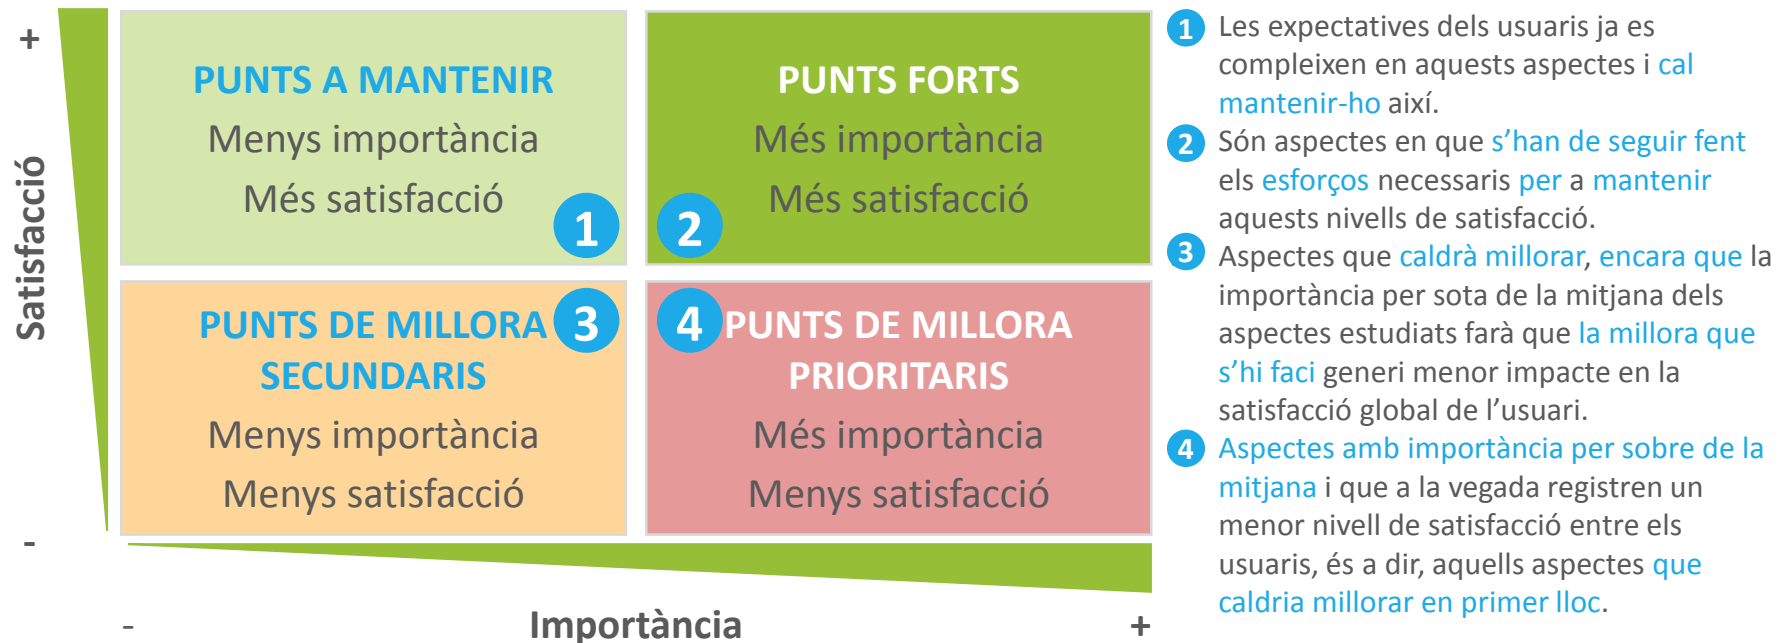 +
Satisfacció
-
PUNTS A MANTENIR
Menys importància
Més satisfacció
1
PUNTS FORTS
Més importància
Més satisfacció
2
PUNTS DE MILLORA
SECUNDARIS
Menys importància
Menys satisfacció
3
4
PUNTS DE MILLORA
PRIORITARIS
Més importància
Menys satisfacció
-
Importància
+
1 Les expectatives dels usuaris ja es
compleixen en aquests aspectes i cal
mantenir-ho així.
2 Són aspectes en que s’han de seguir fent
els esforços necessaris per a mantenir
aquests nivells de satisfacció.
3 Aspectes que caldrà millorar, encara que la
importància per sota de la mitjana dels
aspectes estudiats farà que la millora que
s’hi faci generi menor impacte en la
satisfacció global de l’usuari.
4 Aspectes amb importància per sobre de la
mitjana i que a la vegada registren un
menor nivell de satisfacció entre els
usuaris, és a dir, aquells aspectes que
caldria millorar en primer lloc.